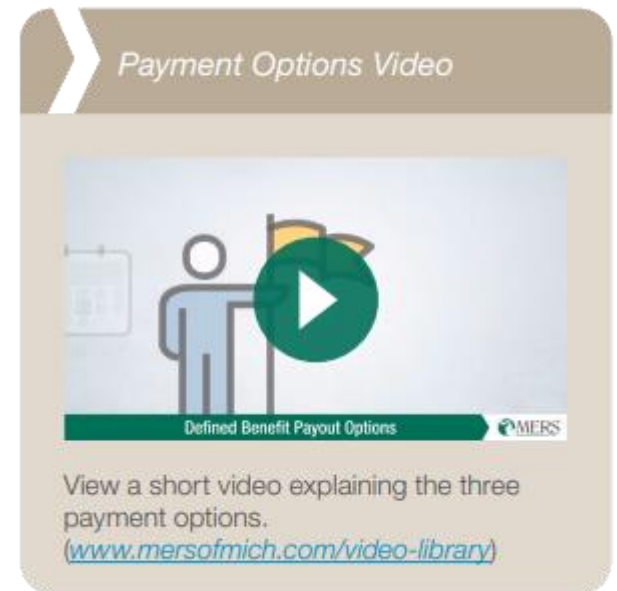 Payment Options Video
Defined Benefit Payout Options
MERS
View a short video explaining the three
payment options.
(www.mersofmich.com/video-library)